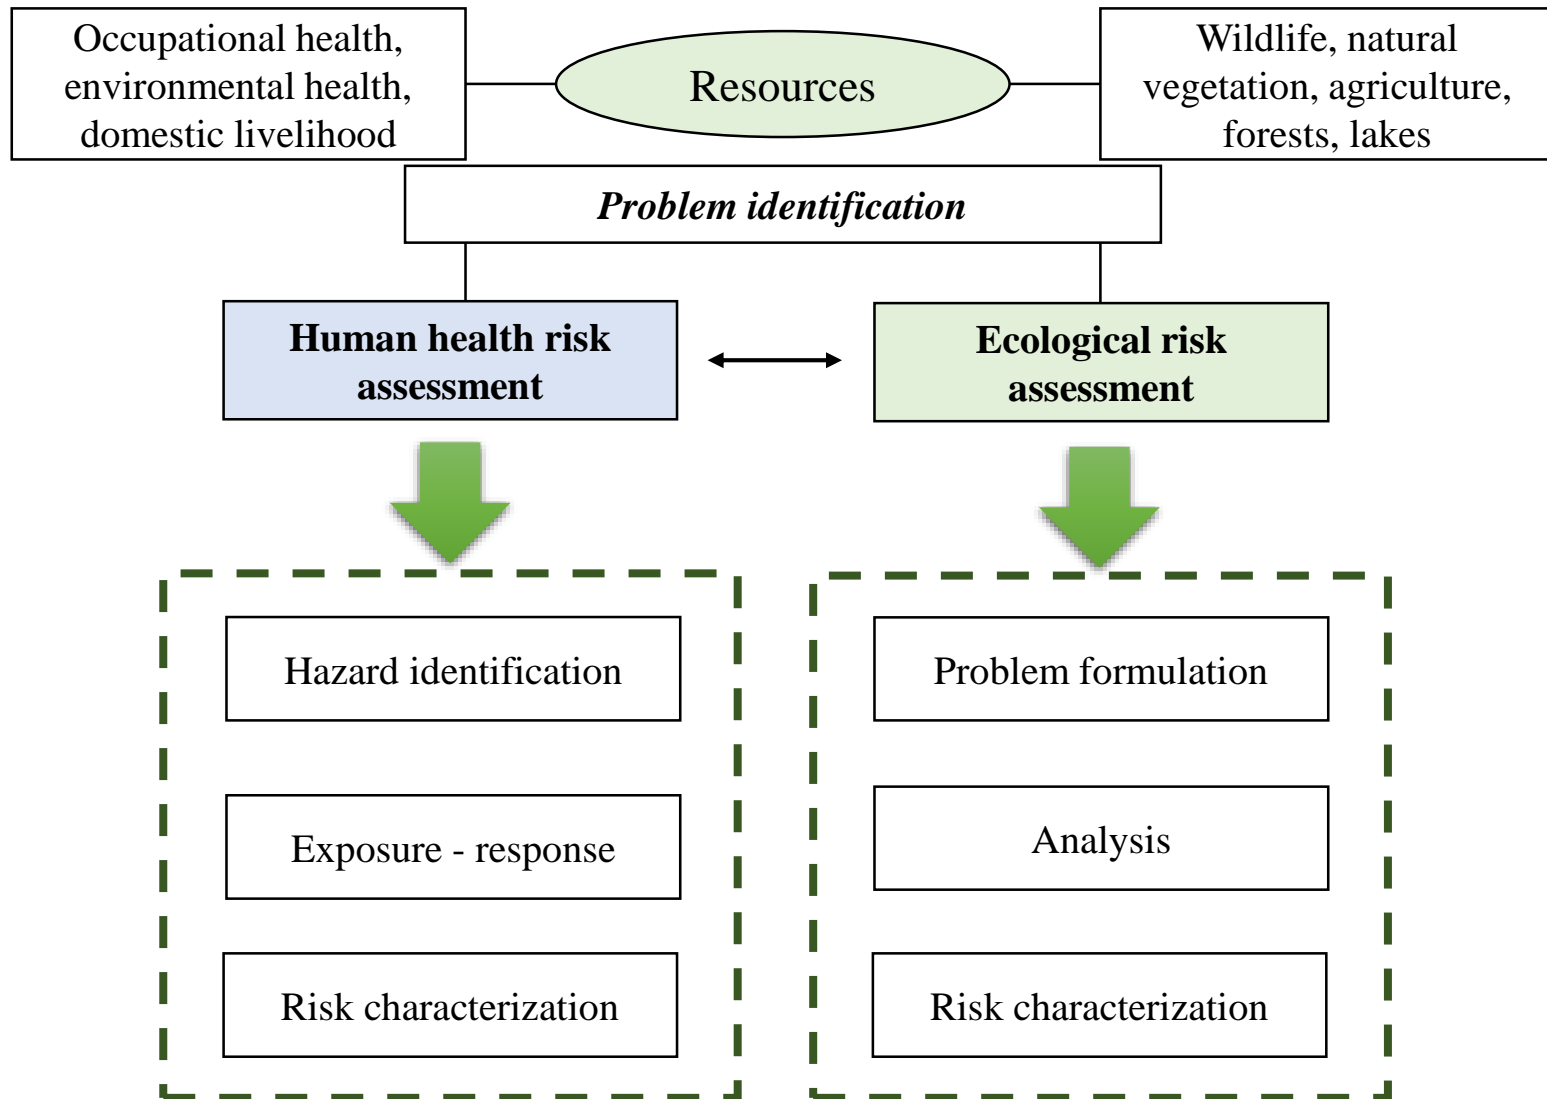 Occupational health,
environmental health,
domestic livelihood
Resources
Wildlife, natural
vegetation, agriculture,
forests, lakes
Problem identification
Human health risk
assessment
Ecological risk
assessment
Hazard identification
Exposure - response
Risk characterization
Problem formulation
Analysis
Risk characterization